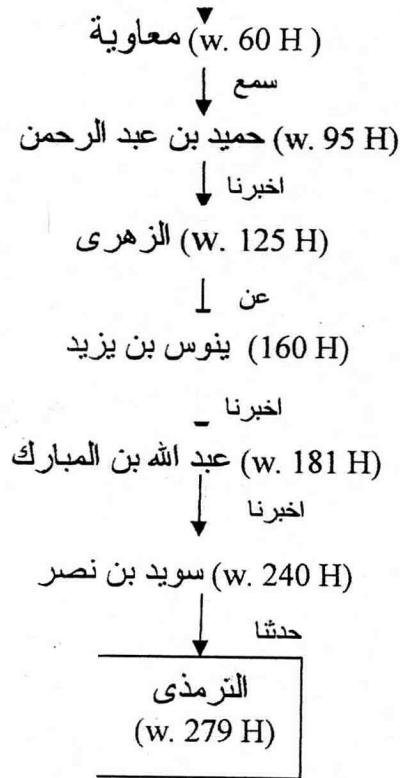 معاوية (w. 60 H )
سمع
حميد بن عبد الرحمن (w. 95 H)
اخبرنا
الزهرى (w. 125 H)
عن
ينوس بن يزيد (160 H)
اخبرنا
عبد الله بن المبارك (w. 181 H)
اخبرنا
سويد بن نصر (w. 240 H)
حدثنا
الترمذى
(w. 279 H)